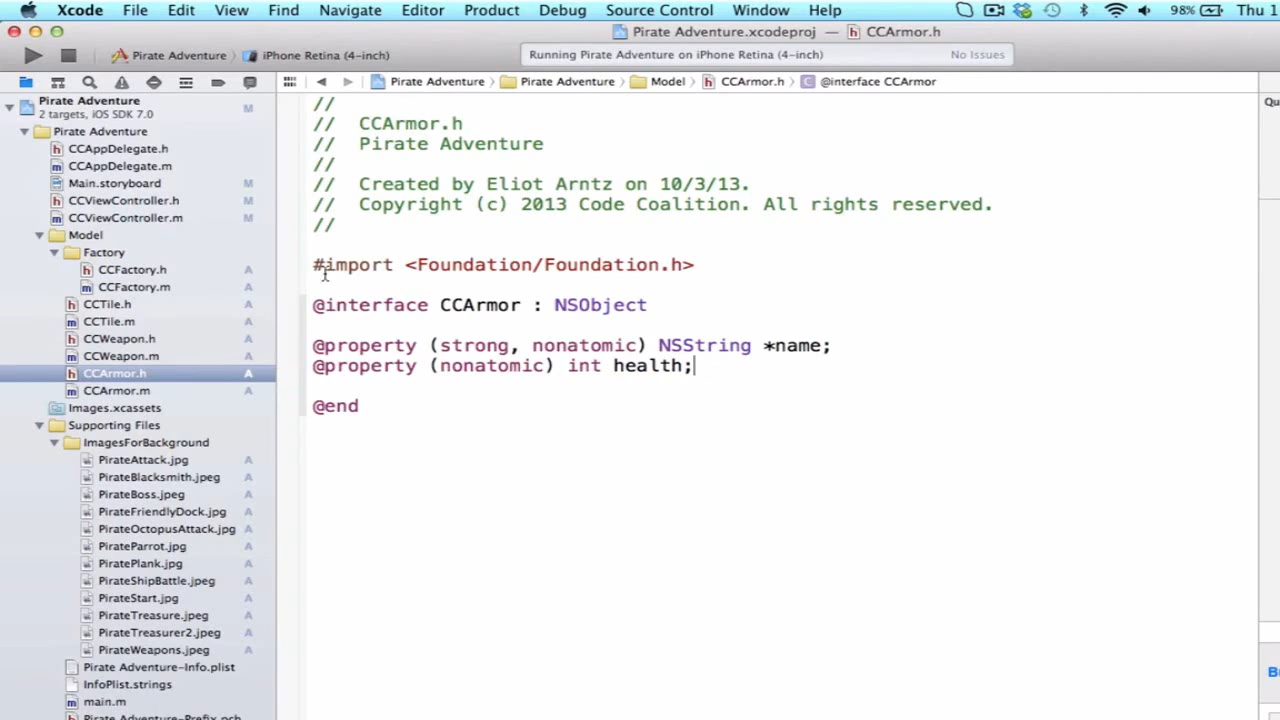 Xcode File Edit View Find Navigate Editor Product Debug Source Control Window Help 98% Thu 1
Pirate Adventure.xcodeproj — CCArmor.h
Pirate Adventure iPhone Retina (4-inch) Running Pirate Adventure on iPhone Retina (4-inch) No Issues
Pirate Adventure Pirate Adventure Model CCArmor.h @interface CCArmor
Pirate Adventure M
2 targets, iOS SDK 7.0
Pirate Adventure
CCAppDelegate.h
CCAppDelegate.m
Main.storyboard M
CCViewController.h M
CCViewController.m M
Model
Factory
CCFactory.h A
CCFactory.m A
CCTile.h A
CCTile.m A
CCWeapon.h A
CCWeapon.m A
CCArmor.h A
CCArmor.m A
Images.xcassets
Supporting Files
ImagesForBackground
PirateAttack.jpg A
PirateBlacksmith.jpeg A
PirateBoss.jpeg A
PirateFriendlyDock.jpg A
PirateOctopusAttack.jpg A
PirateParrot.jpg A
PiratePlank.jpg A
PirateShipBattle.jpeg A
PirateStart.jpg A
PirateTreasure.jpeg A
PirateTreasurer2.jpeg A
PirateWeapons.jpeg A
Pirate Adventure-Info.plist
InfoPlist.strings
main.m
Pirate Adventure-Prefix.pch
//
// CCArmor.h
// Pirate Adventure
//
// Created by Eliot Arntz on 10/3/13.
// Copyright (c) 2013 Code Coalition. All rights reserved.
//
#import <Foundation/Foundation.h>
@interface CCArmor : NSObject
@property (strong, nonatomic) NSString *name;
@property (nonatomic) int health;
@end
Qu